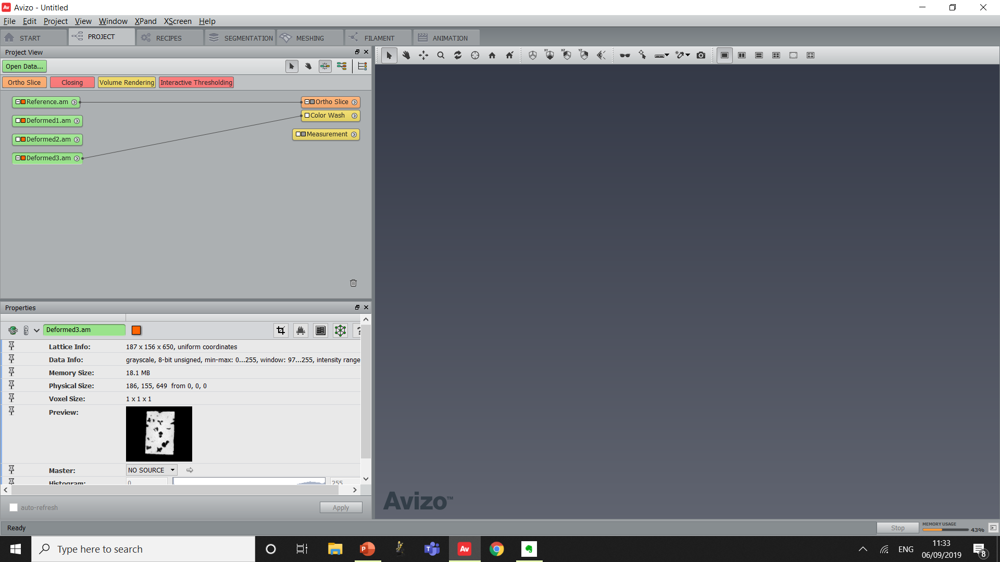 Av Avizo - Untitled
File Edit Project View Window XPand XScreen Help
START PROJECT RECIPES SEGMENTATION MESHING FILAMENT ANIMATION
Project View
Open Data...
XY XZ YZ
Ortho Slice Closing Volume Rendering Interactive Thresholding
Reference.am Ortho Slice
Color Wash
Deformed1.am
Measurement
Deformed2.am
Deformed3.am
Properties
Deformed3.am ?
Lattice Info: 187 x 156 x 650, uniform coordinates
Data Info: grayscale, 8-bit unsigned, min-max: 0...255, window: 97...255, intensity range
Memory Size: 18.1 MB
Physical Size: 186, 155, 649 from 0, 0, 0
Voxel Size: 1 x 1 x 1
Preview:
Master: NO SOURCE
Histogram: 0 255
auto-refresh Apply
Avizo™
Ready Stop MEMORY USAGE 43%
Type here to search Av ENG 11:33
06/09/2019 8